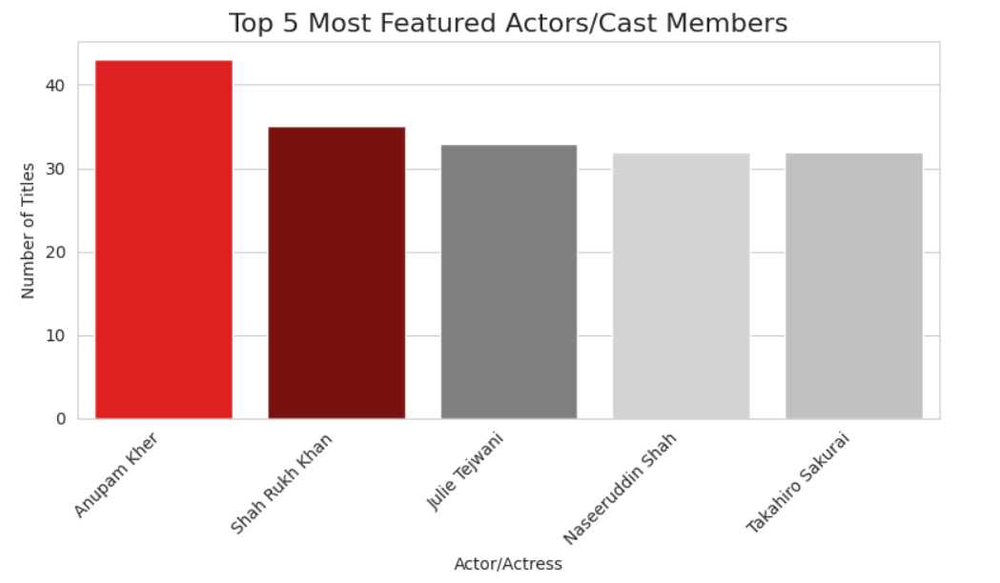 Top 5 Most Featured Actors/Cast Members
Number of Titles
40
30
20
10
0
Anupam Kher
Shah Rukh Khan
Julie Tejwani
Naseeruddin Shah
Takahiro Sakurai
Actor/Actress